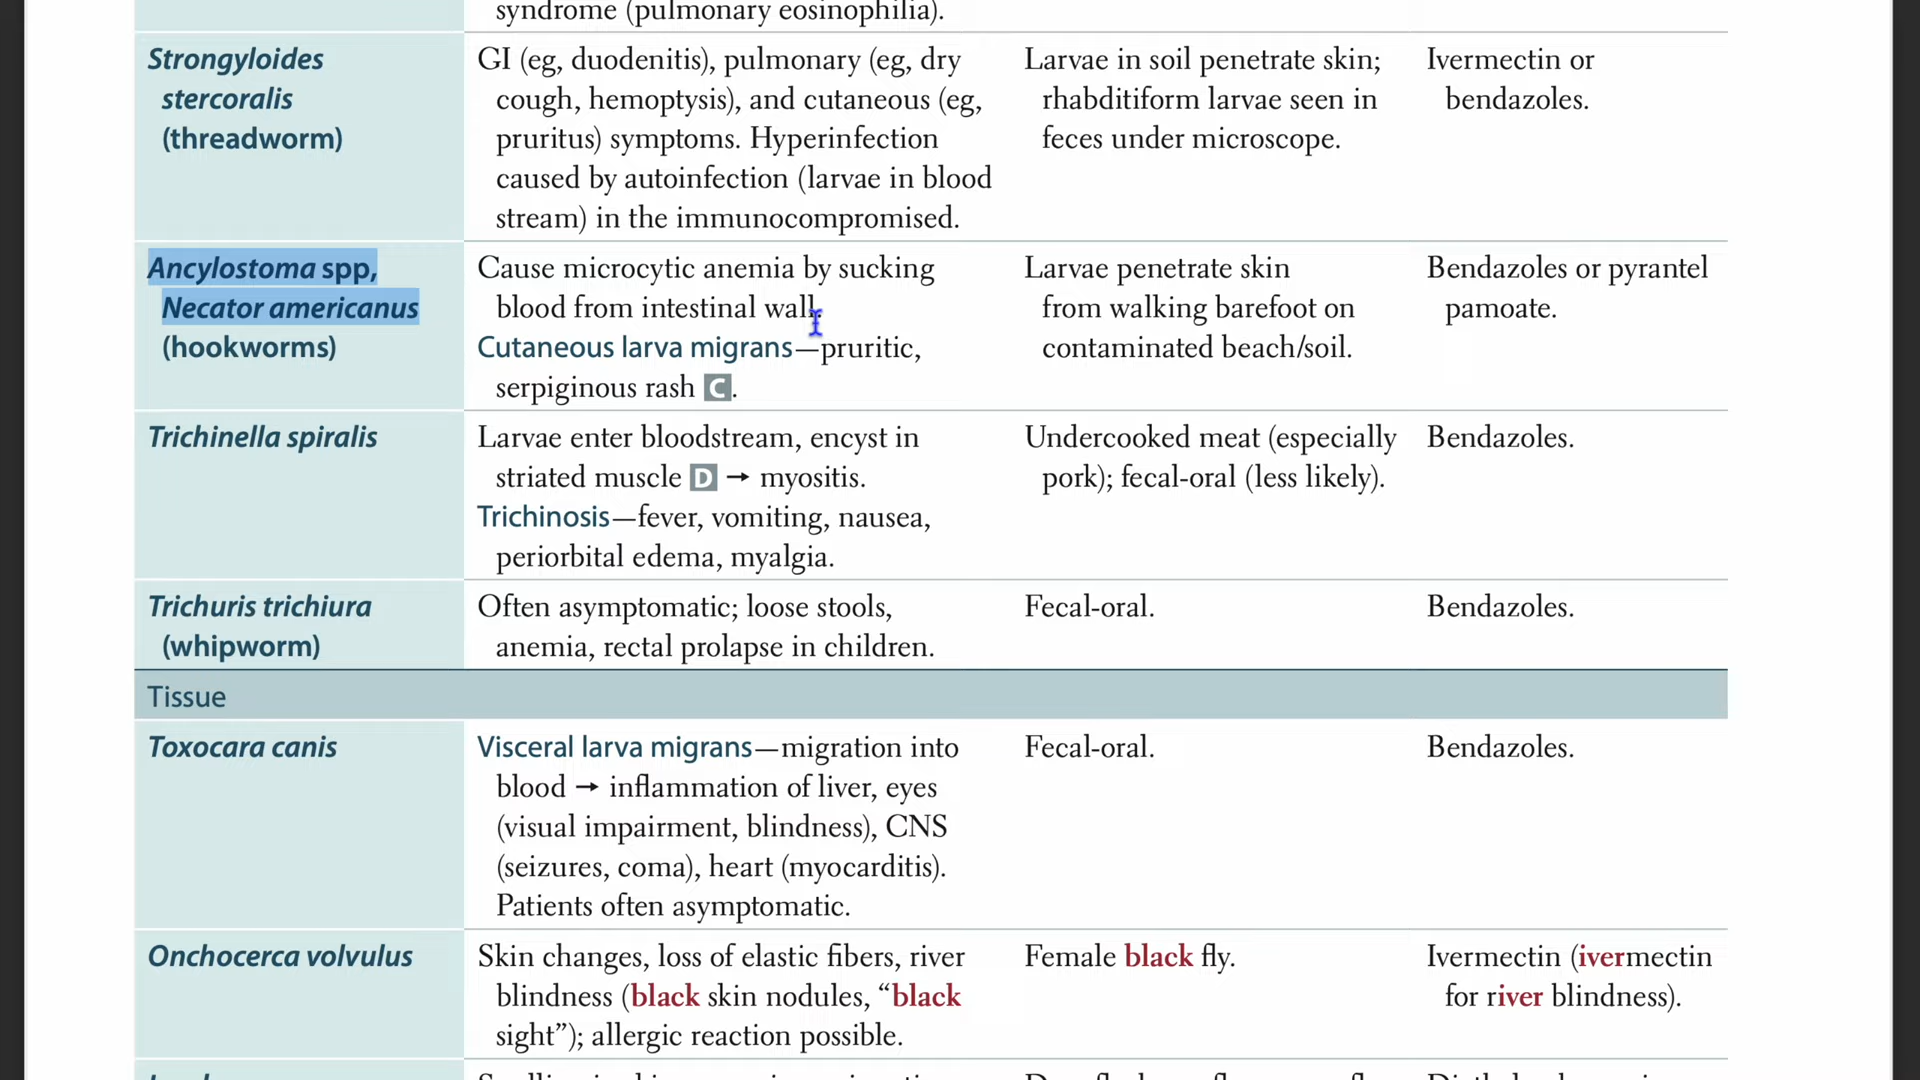 syndrome (pulmonary eosinophilia).
Strongyloides
stercoralis
(threadworm)
GI (eg, duodenitis), pulmonary (eg, dry
cough, hemoptysis), and cutaneous (eg,
pruritus) symptoms. Hyperinfection
caused by autoinfection (larvae in blood
stream) in the immunocompromised.
Larvae in soil penetrate skin;
rhabditiform larvae seen in
feces under microscope.
Ivermectin or
bendazoles.
Ancylostoma spp,
Necator americanus
(hookworms)
Cause microcytic anemia by sucking
blood from intestinal wall.
Cutaneous larva migrans—pruritic,
serpiginous rash C.
Larvae penetrate skin
from walking barefoot on
contaminated beach/soil.
Bendazoles or pyrantel
pamoate.
Trichinella spiralis
Larvae enter bloodstream, encyst in
striated muscle D → myositis.
Trichinosis—fever, vomiting, nausea,
periorbital edema, myalgia.
Undercooked meat (especially
pork); fecal-oral (less likely).
Bendazoles.
Trichuris trichiura
(whipworm)
Often asymptomatic; loose stools,
anemia, rectal prolapse in children.
Fecal-oral.
Bendazoles.
Tissue
Toxocara canis
Visceral larva migrans—migration into
blood → inflammation of liver, eyes
(visual impairment, blindness), CNS
(seizures, coma), heart (myocarditis).
Patients often asymptomatic.
Fecal-oral.
Bendazoles.
Onchocerca volvulus
Skin changes, loss of elastic fibers, river
blindness (black skin nodules, “black
sight”); allergic reaction possible.
Female black fly.
Ivermectin (ivermectin
for river blindness).